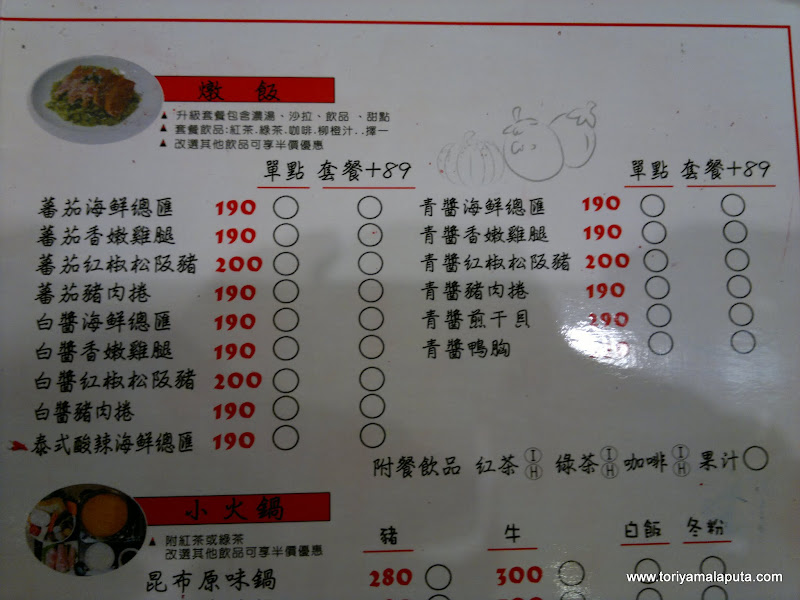 燉飯
▲ 升級套餐包含濃湯、沙拉、飲品、甜點
▲ 套餐飲品:紅茶.綠茶.咖啡.柳橙汁..擇一
▲ 改選其他飲品可享半價優惠
單點 套餐+89
蕃茄海鮮總匯 190
蕃茄香嫩雞腿 190
蕃茄紅椒松阪豬 200
蕃茄豬肉捲 190
白醬海鮮總匯 190
白醬香嫩雞腿 190
白醬紅椒松阪豬 200
白醬豬肉捲 190
泰式酸辣海鮮總匯 190
單點 套餐+89
青醬海鮮總匯 190
青醬香嫩雞腿 190
青醬紅椒松阪豬 200
青醬豬肉捲 190
青醬煎干貝 290
青醬鴨胸
附餐飲品 紅茶 I H 綠茶 I H 咖啡 I H 果汁
小火鍋
▲ 附紅茶或綠茶
改選其他飲品可享半價優惠
豬 牛 白飯 冬粉
昆布原味鍋 280 300
www.toriyamalaputa.com